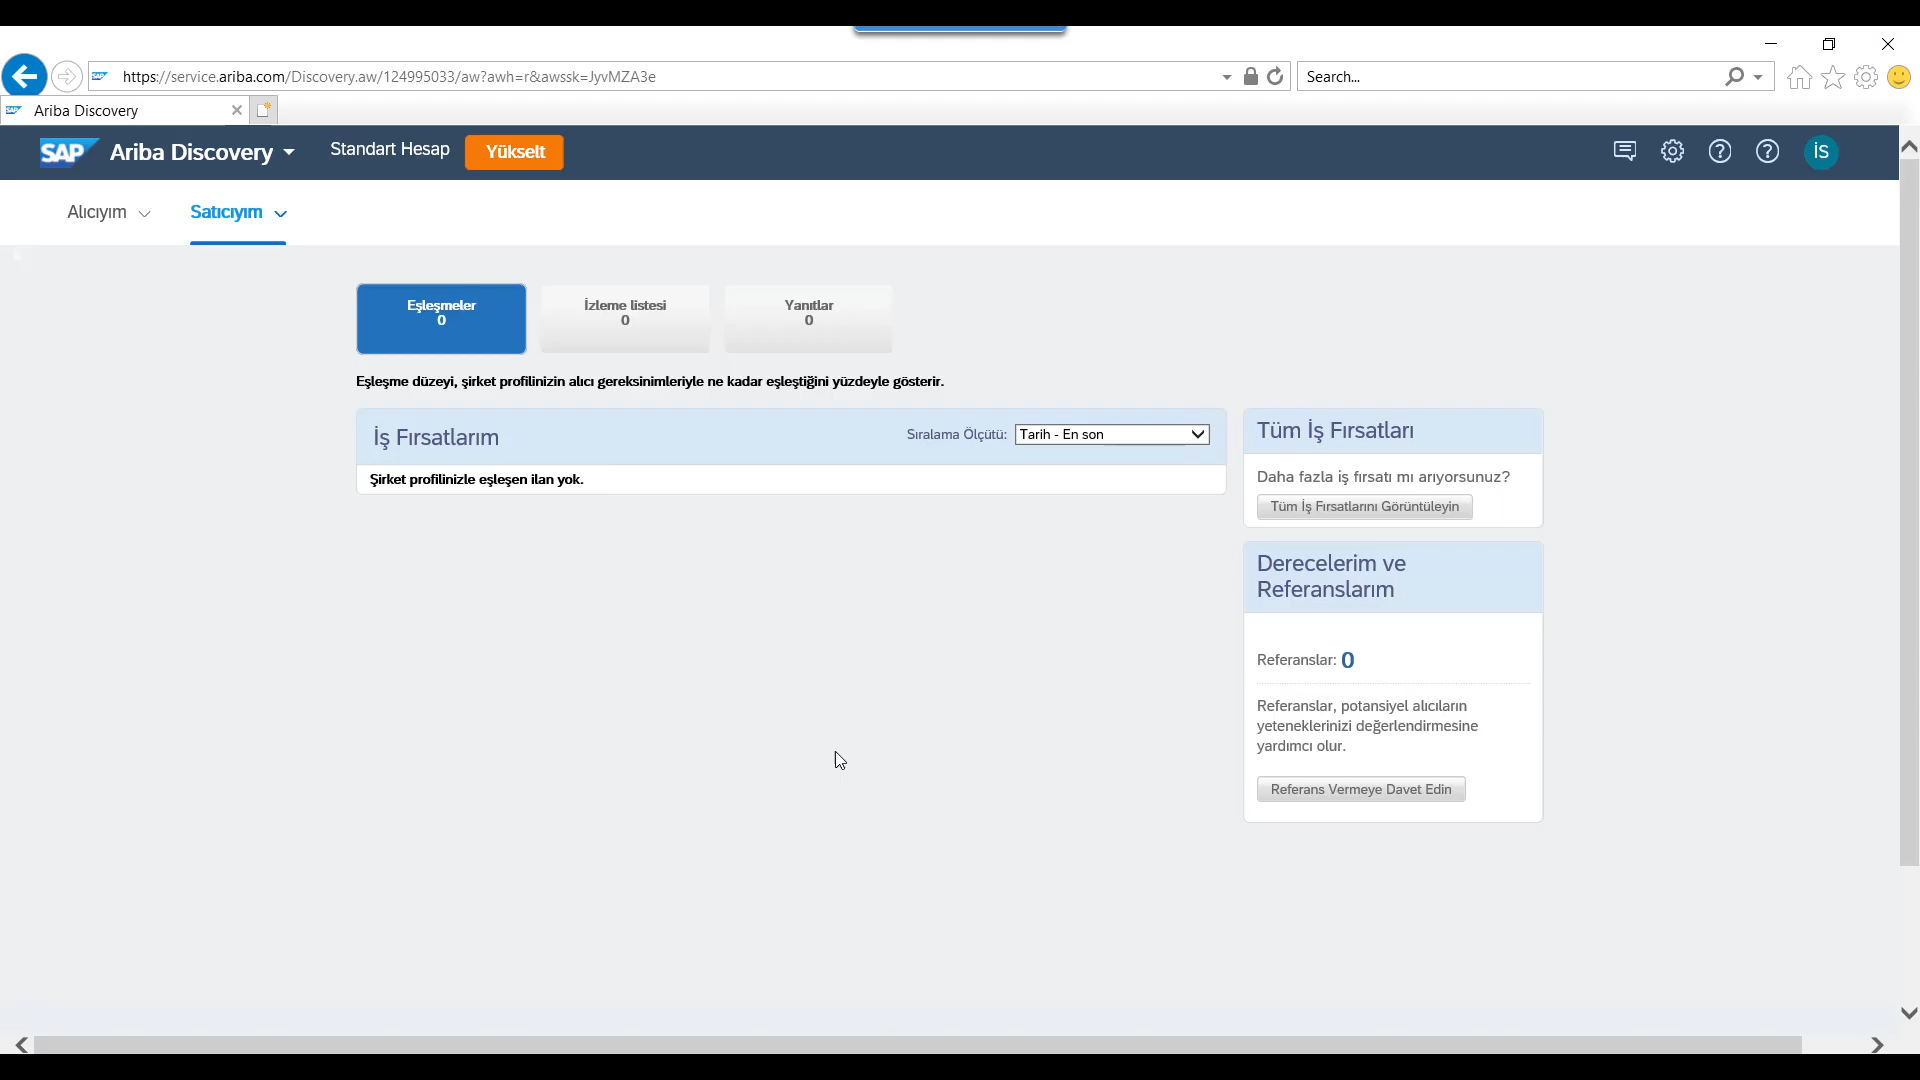 https://service.ariba.com/Discovery.aw/124995033/aw?awh=r&awssk=JyvMZA3e
Search...
Ariba Discovery
SAP Ariba Discovery
Standart Hesap
Yükselt
İS
Alıcıyım
Satıcıyım
Eşleşmeler
0
İzleme listesi
0
Yanıtlar
0
Eşleşme düzeyi, şirket profilinizin alıcı gereksinimleriyle ne kadar eşleştiğini yüzdeyle gösterir.
İş Fırsatlarım
Sıralama Ölçütü: Tarih - En son
Şirket profilinizle eşleşen ilan yok.
Tüm İş Fırsatları
Daha fazla iş fırsatı mı arıyorsunuz?
Tüm İş Fırsatlarını Görüntüleyin
Derecelerim ve
Referanslarım
Referanslar: 0
Referanslar, potansiyel alıcıların
yeteneklerinizi değerlendirmesine
yardımcı olur.
Referans Vermeye Davet Edin